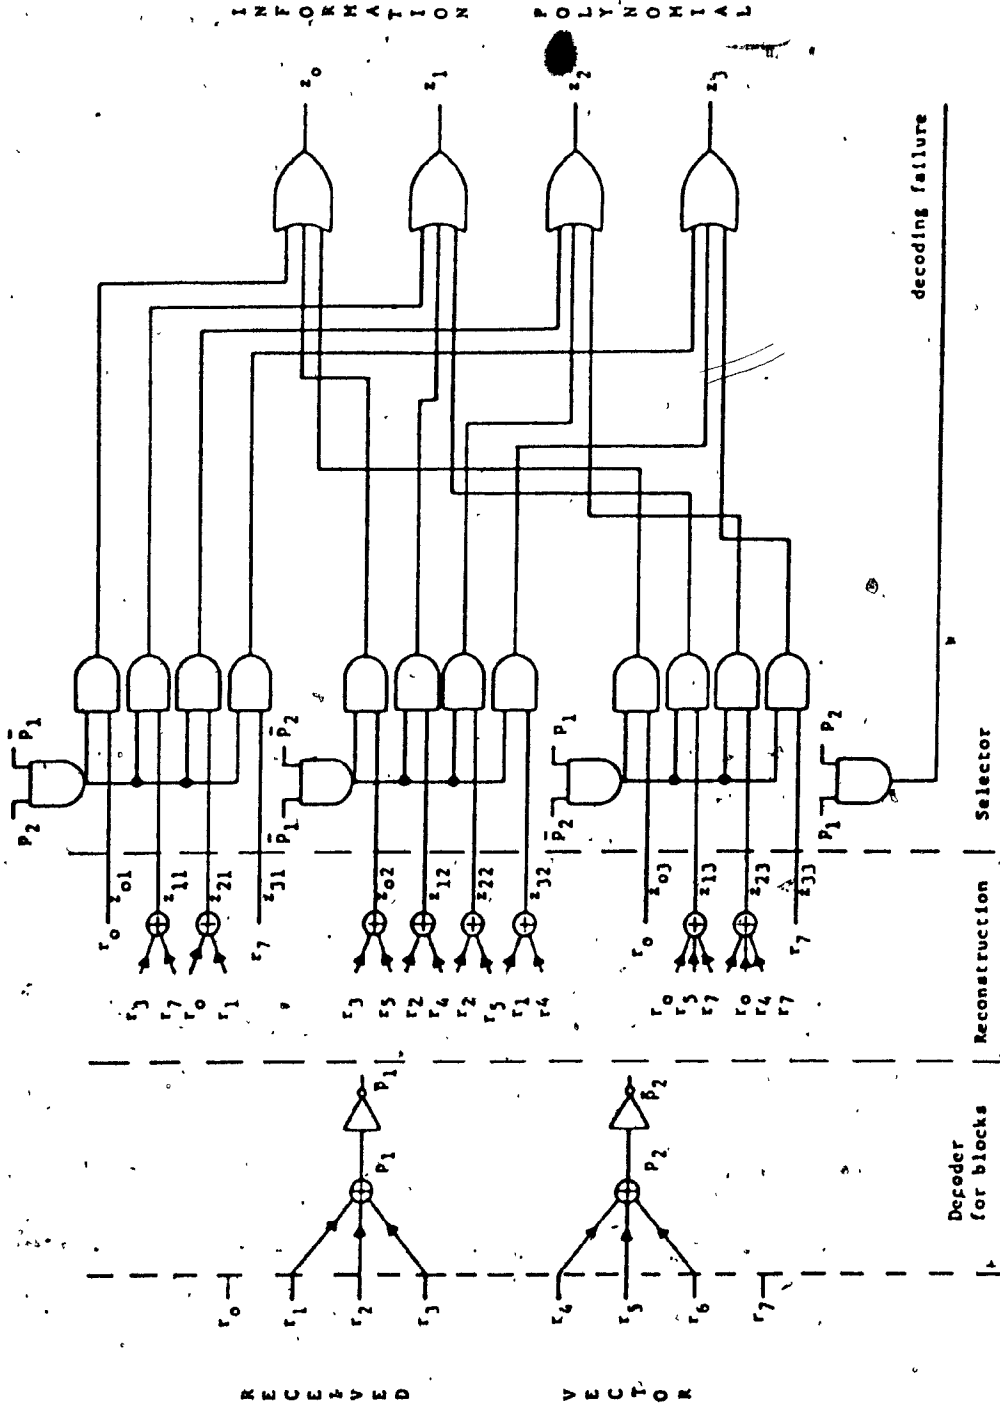 RECEIVED VECTOR
r0
r1
r2
r3
r4
r5
r6
r7
p1
p̄1
p2
p̄2
Decoder
for blocks
r0 z01
r3
r7
z11
r0
r1
z21
r7
z31
r3
r5
z02
r2
r4
z12
r2
r5
z22
r1
r4
z32
r0
z03
r0
r5
r7
z13
r0
r4
r7
z23
r7
z33
Reconstruction
p2
p̄1
p̄1
p̄2
p̄2
p1
p1
p2
Selector
decoding failure
z0
z1
z2
z3
INFORMATION POLYNOMIAL